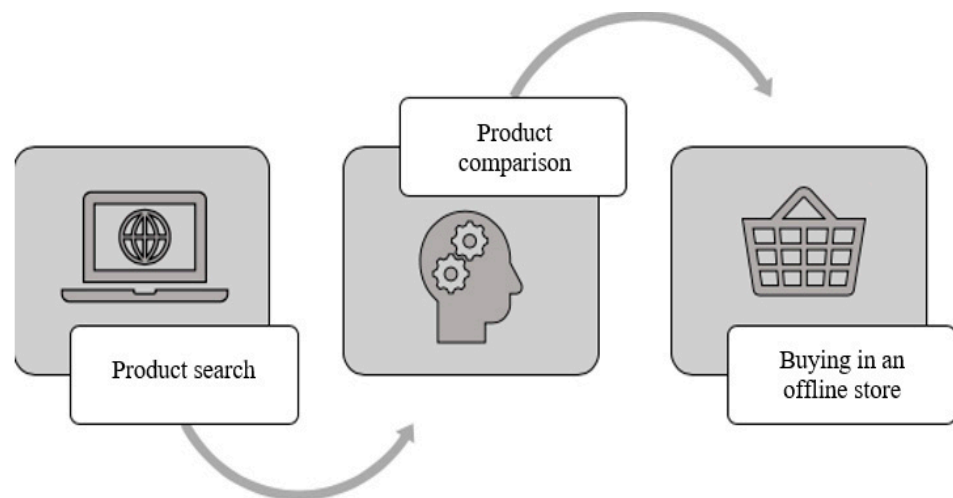 Product search
Product
comparison
Buying in an
offline store